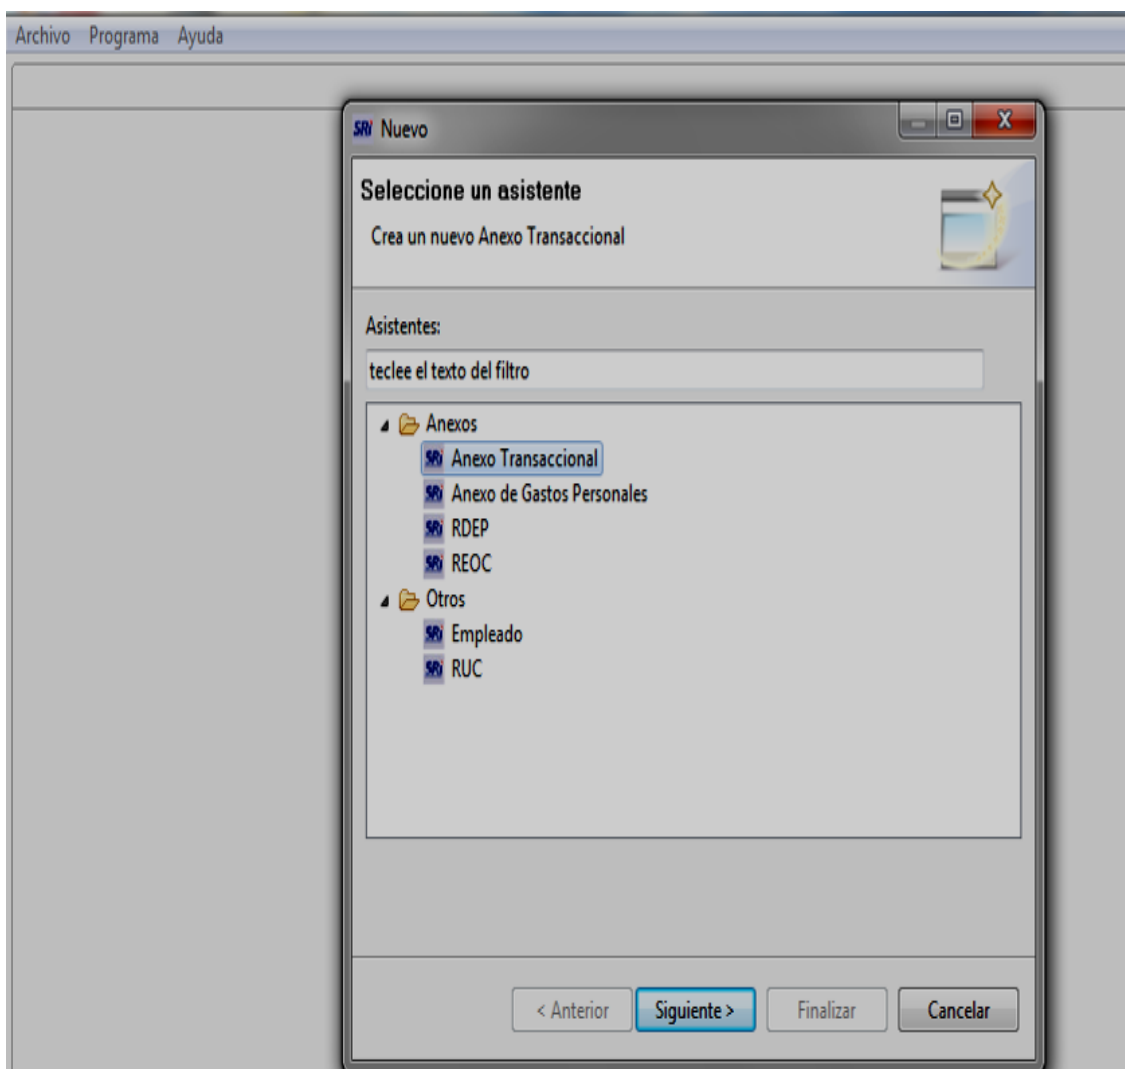 Archivo Programa Ayuda
SRi Nuevo
Seleccione un asistente
Crea un nuevo Anexo Transaccional
Asistentes:
teclee el texto del filtro
Anexos
SRi Anexo Transaccional
SRi Anexo de Gastos Personales
SRi RDEP
SRi REOC
Otros
SRi Empleado
SRi RUC
< Anterior Siguiente > Finalizar Cancelar